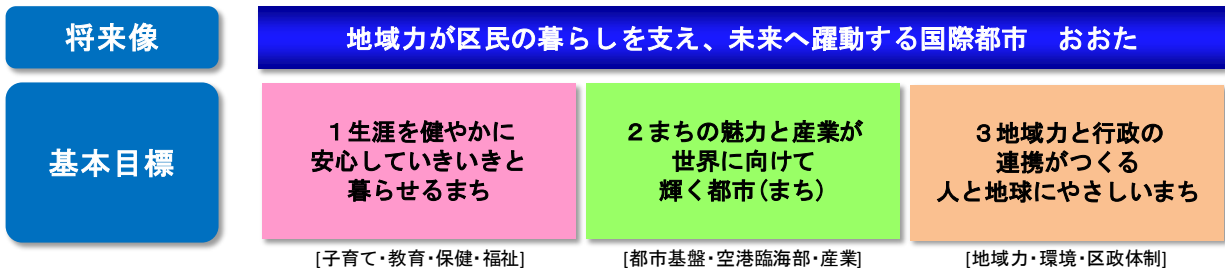 将来像
地域力が区民の暮らしを支え、未来へ躍動する国際都市　おおた
基本目標
１生涯を健やかに
安心していきいきと
暮らせるまち
２まちの魅力と産業が
世界に向けて
輝く都市（まち）
３地域力と行政の
連携がつくる
人と地球にやさしいまち
[子育て・教育・保健・福祉]
[都市基盤・空港臨海部・産業]
[地域力・環境・区政体制]